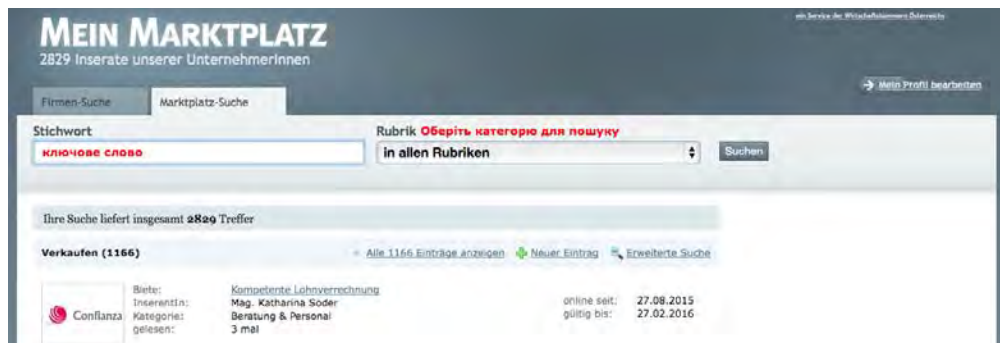 ein Service der Wirtschaftskammern Österreichs
MEIN MARKTPLATZ
2829 Inserate unserer UnternehmerInnen
Mein Profil bearbeiten
Firmen-Suche Marktplatz-Suche
Stichwort Rubrik Оберіть категорю для пошуку
ключове слово in allen Rubriken Suchen
Ihre Suche liefert insgesamt 2829 Treffer
Verkaufen (1166) Alle 1166 Einträge anzeigen Neuer Eintrag Erweiterte Suche
Biete: Kompetente Lohnverrechnung
InserentIn: Mag. Katharina Soder online seit: 27.08.2015
Confianza Kategorie: Beratung & Personal gültig bis: 27.02.2016
gelesen: 3 mal